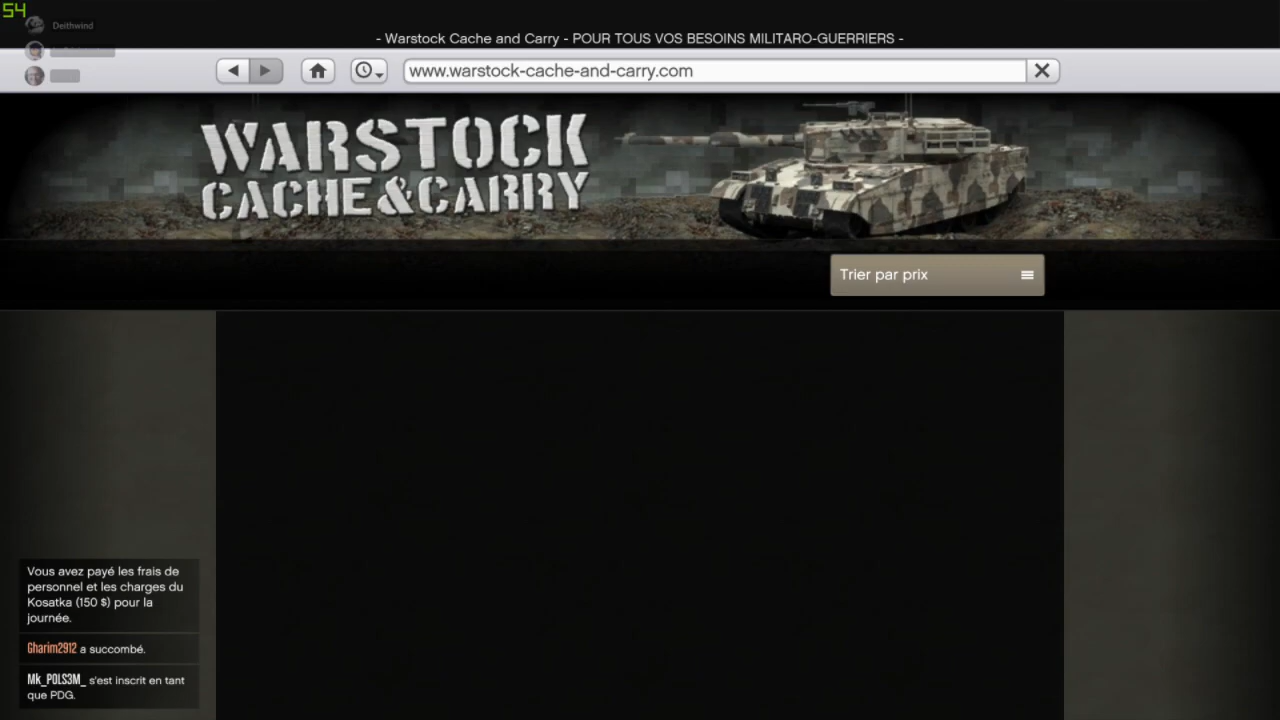 54
Deithwind
- Warstock Cache and Carry - POUR TOUS VOS BESOINS MILITARO-GUERRIERS -
www.warstock-cache-and-carry.com
WARSTOCK
CACHE&CARRY
Trier par prix
Vous avez payé les frais de
personnel et les charges du
Kosatka (150 $) pour la
journée.
Gharim2912 a succombé.
Mk_P0LS3M_ s'est inscrit en tant
que PDG.